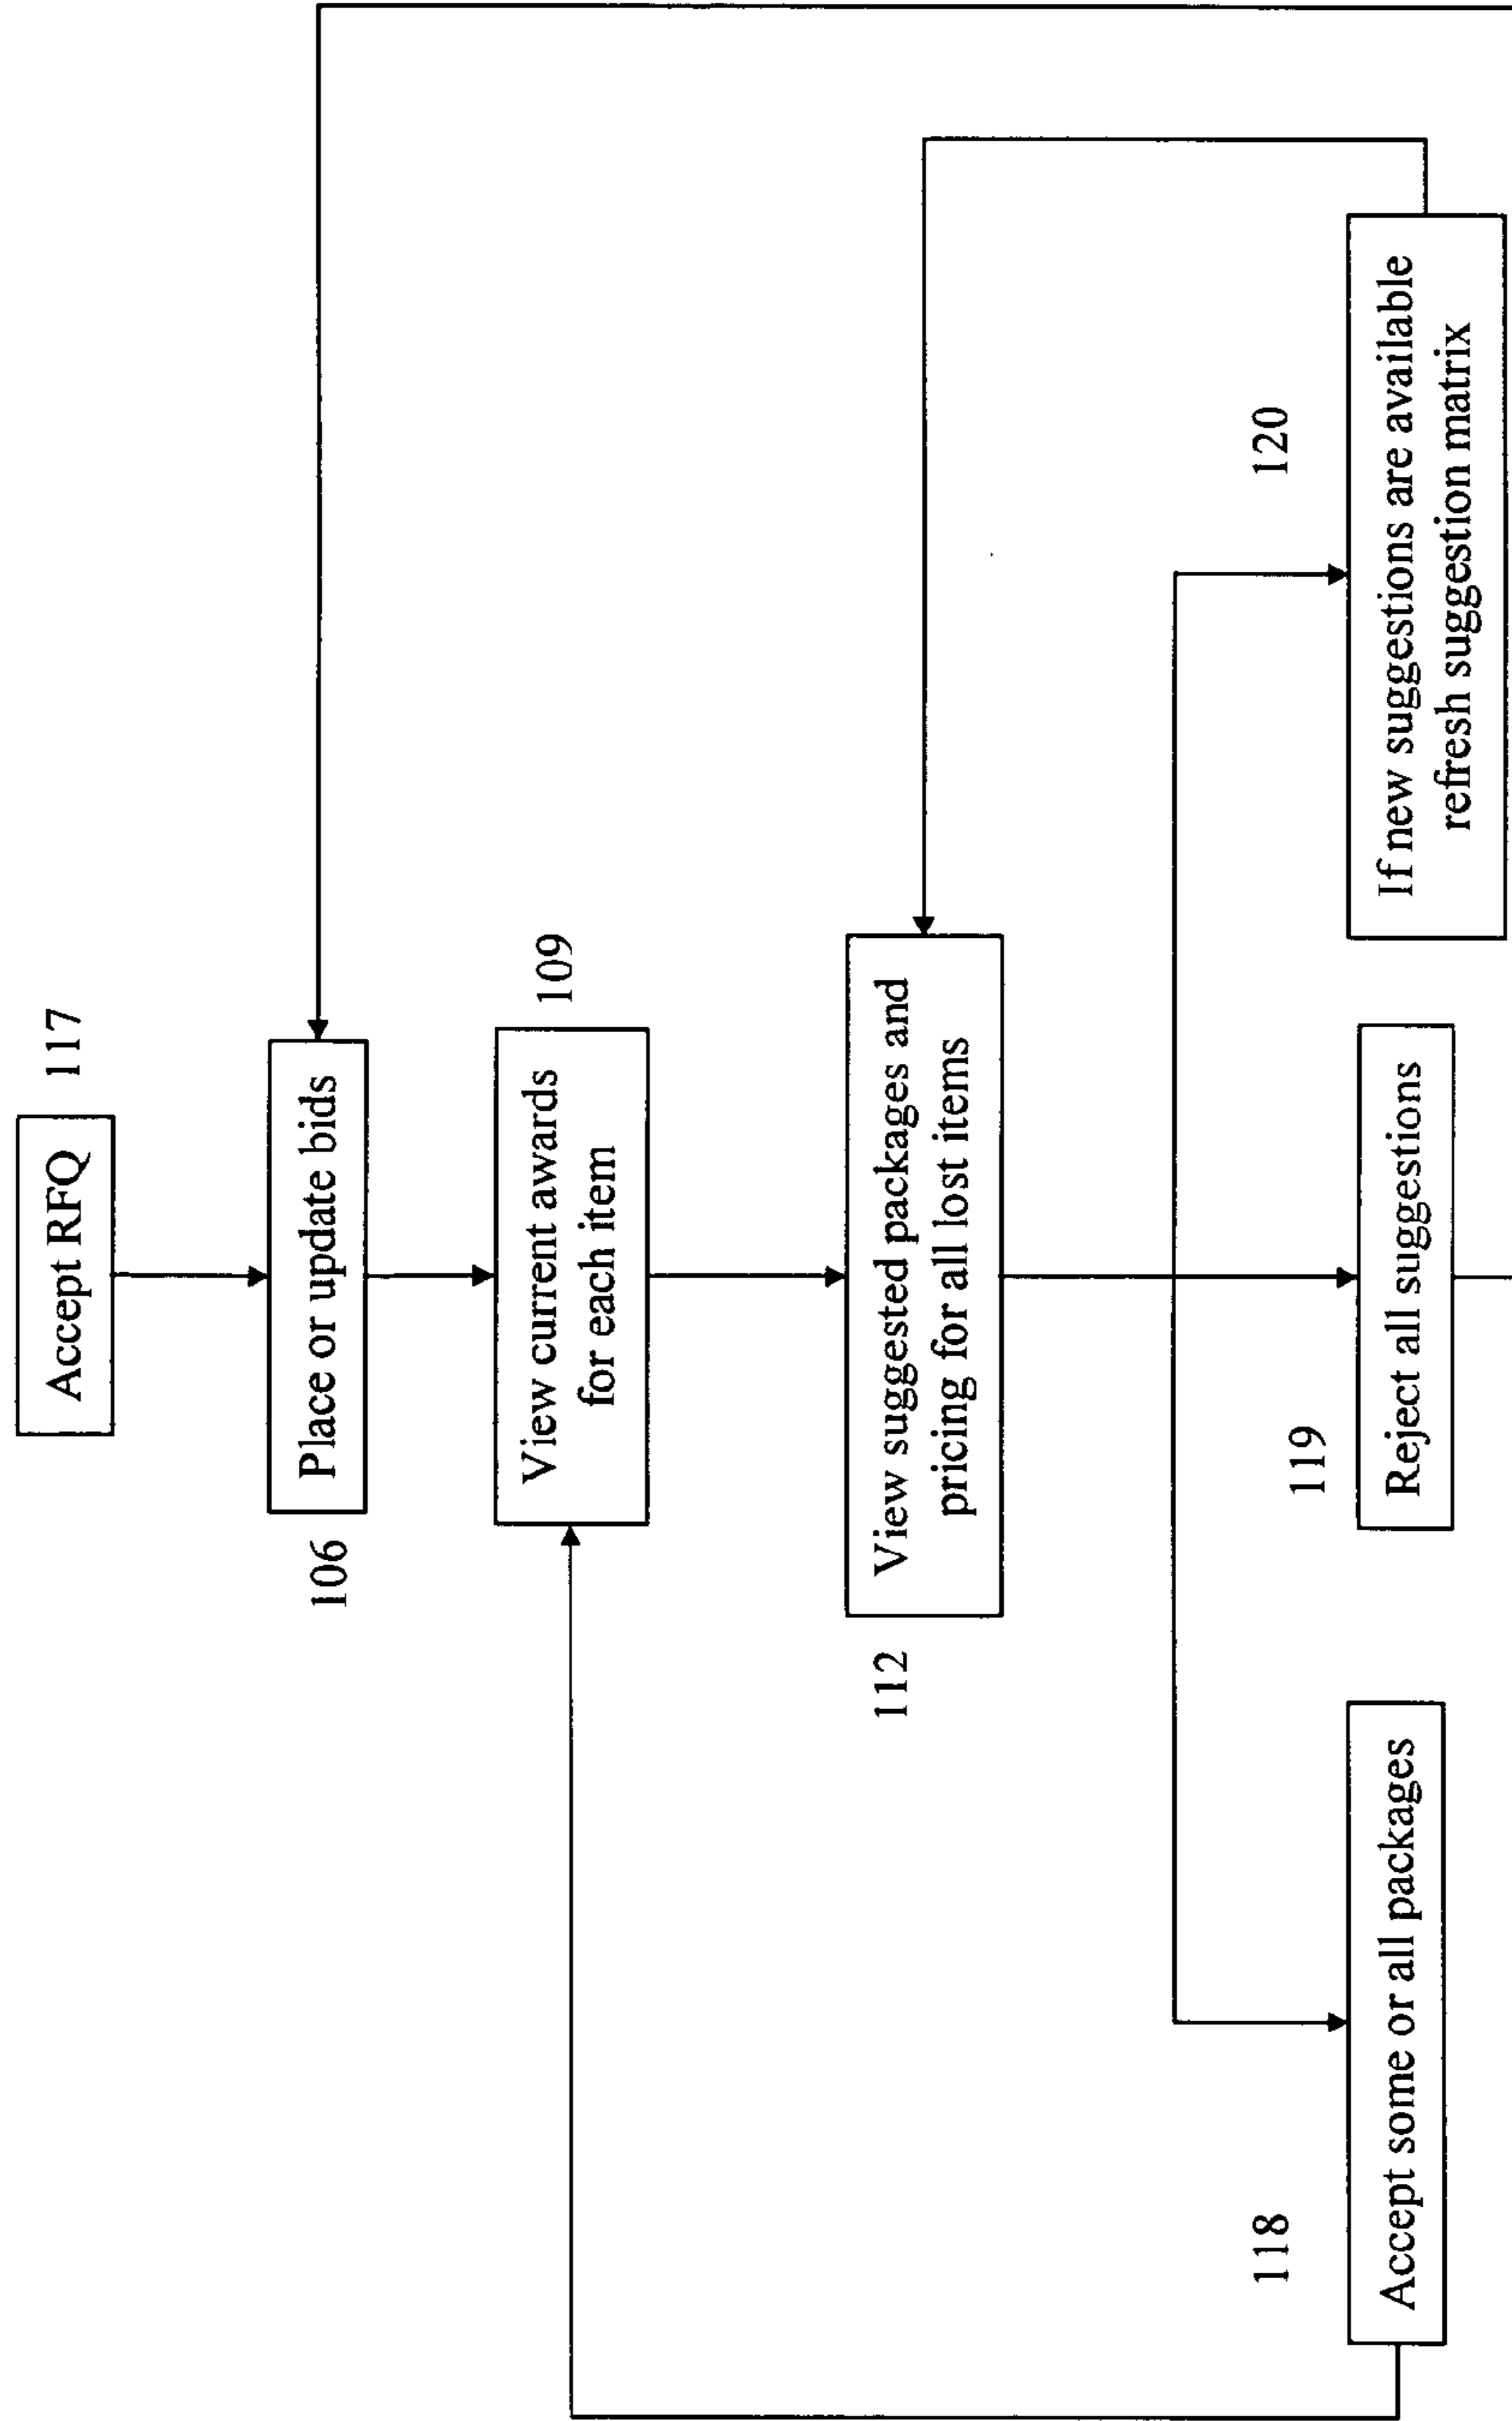 Accept RFQ
117
Place or update bids
106
View current awards
for each item
109
View suggested packages and
pricing for all lost items
112
118
Accept some or all packages
119
Reject all suggestions
120
If new suggestions are available
refresh suggestion matrix